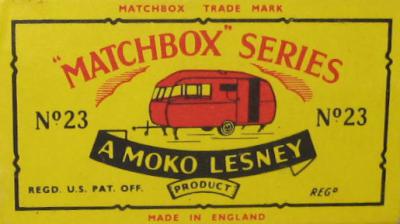 MATCHBOX TRADE MARK
"MATCHBOX" SERIES
Nº23 Nº23
A MOKO LESNEY
PRODUCT
REGD. U.S. PAT. OFF. REGD
MADE IN ENGLAND